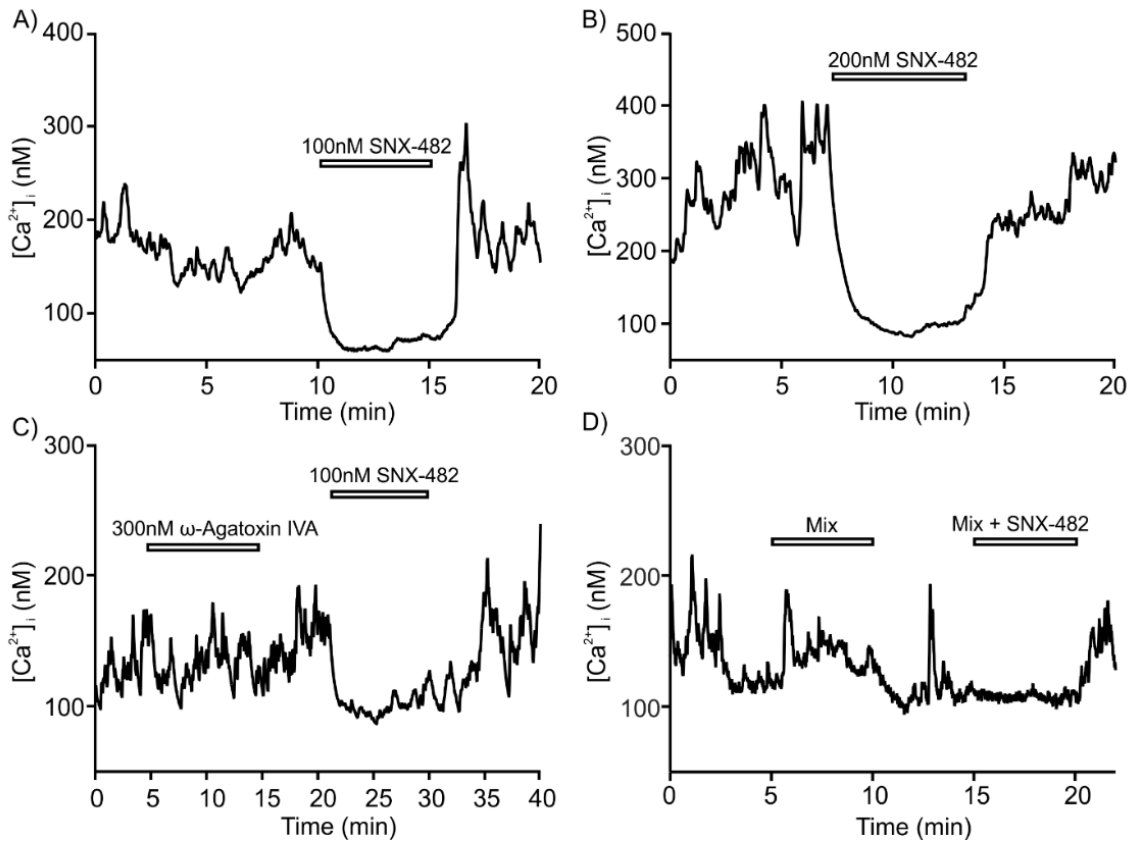 A)
400
300
200
100
[Ca²⁺]ᵢ (nM)
100nM SNX-482
0 5 10 15 20
Time (min)
B)
500
400
300
200
100
[Ca²⁺]ᵢ (nM)
200nM SNX-482
0 5 10 15 20
Time (min)
C)
300
200
100
[Ca²⁺]ᵢ (nM)
100nM SNX-482
300nM ω-Agatoxin IVA
0 5 10 15 20 25 30 35 40
Time (min)
D)
300
200
100
[Ca²⁺]ᵢ (nM)
Mix
Mix + SNX-482
0 5 10 15 20
Time (min)